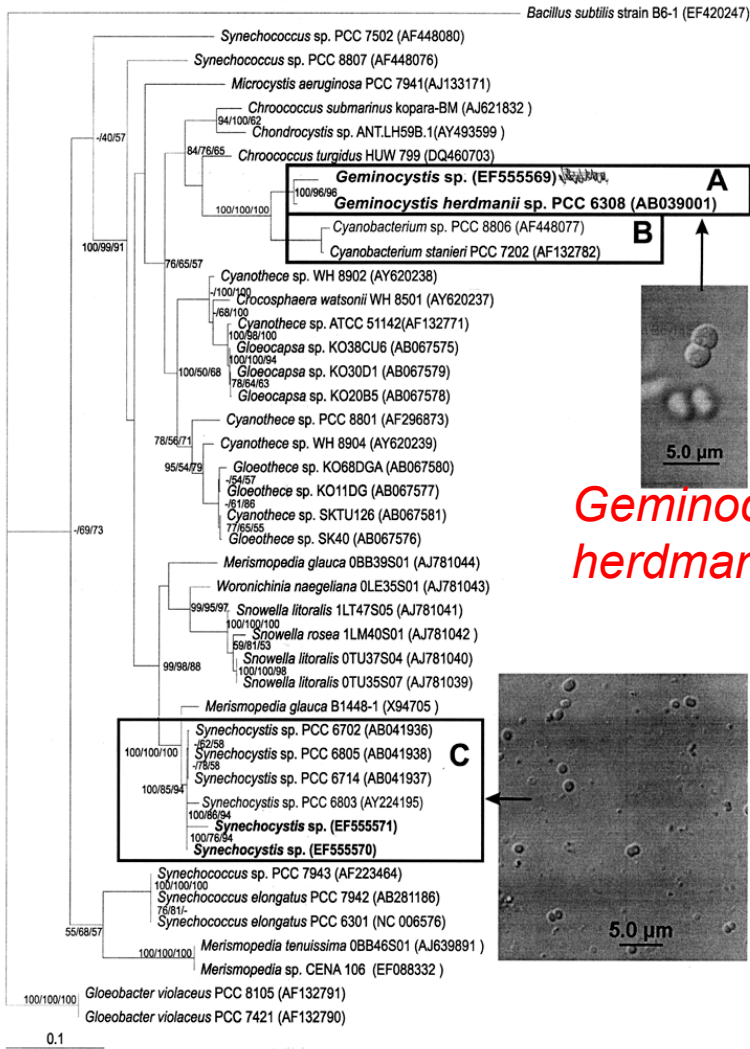 Bacillus subtilis strain B6-1 (EF420247)
Synechococcus sp. PCC 7502 (AF448080)
Synechococcus sp. PCC 8807 (AF448076)
-/40/57
Microcystis aeruginosa PCC 7941(AJ133171)
Chroococcus submarinus kopara-BM (AJ621832 )
94/100/62
Chondrocystis sp. ANT.LH59B.1(AY493599 )
84/76/65
Chroococcus turgidus HUW 799 (DQ460703)
Geminocystis sp. (EF555569)
A
100/96/96
Geminocystis herdmanii sp. PCC 6308 (AB039001)
100/100/100
Cyanobacterium sp. PCC 8806 (AF448077)
B
100/99/91
Cyanobacterium stanieri PCC 7202 (AF132782)
76/65/57
Cyanothece sp. WH 8902 (AY620238)
-/100/100
Crocosphaera watsonii WH 8501 (AY620237)
-/68/100
Cyanothece sp. ATCC 51142(AF132771)
100/98/100
Gloeocapsa sp. KO38CU6 (AB067575)
100/100/94
100/50/68
Gloeocapsa sp. KO30D1 (AB067579)
78/64/63
Gloeocapsa sp. KO20B5 (AB067578)
Cyanothece sp. PCC 8801 (AF296873)
78/56/71
Cyanothece sp. WH 8904 (AY620239)
5.0 µm
95/54/79
Gloeothece sp. KO68DGA (AB067580)
-/54/57
Gloeothece sp. KO11DG (AB067577)
-/61/86
Cyanothece sp. SKTU126 (AB067581)
77/65/55
Gloeothece sp. SK40 (AB067576)
Geminoc
herdmar
-/69/73
Merismopedia glauca 0BB39S01 (AJ781044)
Woronichinia naegeliana 0LE35S01 (AJ781043)
99/95/97
Snowella litoralis 1LT47S05 (AJ781041)
100/100/100
Snowella rosea 1LM40S01 (AJ781042 )
59/81/53
Snowella litoralis 0TU37S04 (AJ781040)
99/98/88
100/100/98
Snowella litoralis 0TU35S07 (AJ781039)
Merismopedia glauca B1448-1 (X94705 )
Synechocystis sp. PCC 6702 (AB041936)
-/62/58
100/100/100
Synechocystis sp. PCC 6805 (AB041938)
C
-/78/58
Synechocystis sp. PCC 6714 (AB041937)
100/85/94
Synechocystis sp. PCC 6803 (AY224195)
100/86/94
Synechocystis sp. (EF555571)
100/76/94
Synechocystis sp. (EF555570)
Synechococcus sp. PCC 7943 (AF223464)
100/100/100
Synechococcus elongatus PCC 7942 (AB281186)
76/81/-
Synechococcus elongatus PCC 6301 (NC 006576)
5.0 µm
55/68/57
Merismopedia tenuissima 0BB46S01 (AJ639891 )
100/100/100
Merismopedia sp. CENA 106 (EF088332 )
Gloeobacter violaceus PCC 8105 (AF132791)
100/100/100
Gloeobacter violaceus PCC 7421 (AF132790)
0.1